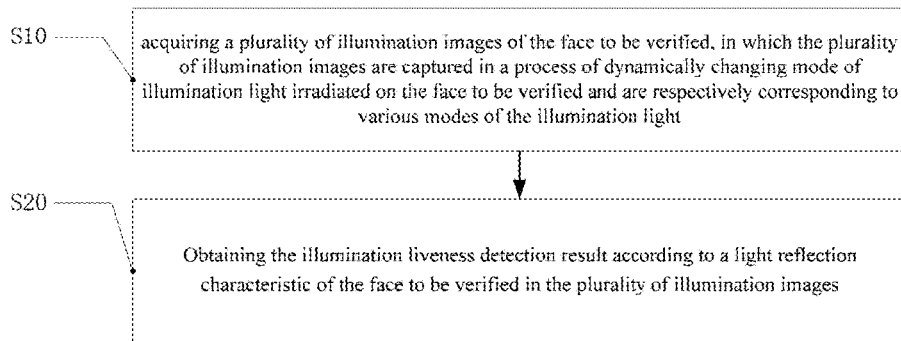 S10
acquiring a plurality of illumination images of the face to be verified, in which the plurality
of illumination images are captured in a process of dynamically changing mode of
illumination light irradiated on the face to be verified and are respectively corresponding to
various modes of the illumination light
S20
Obtaining the illumination liveness detection result according to a light reflection
characteristic of the face to be verified in the plurality of illumination images